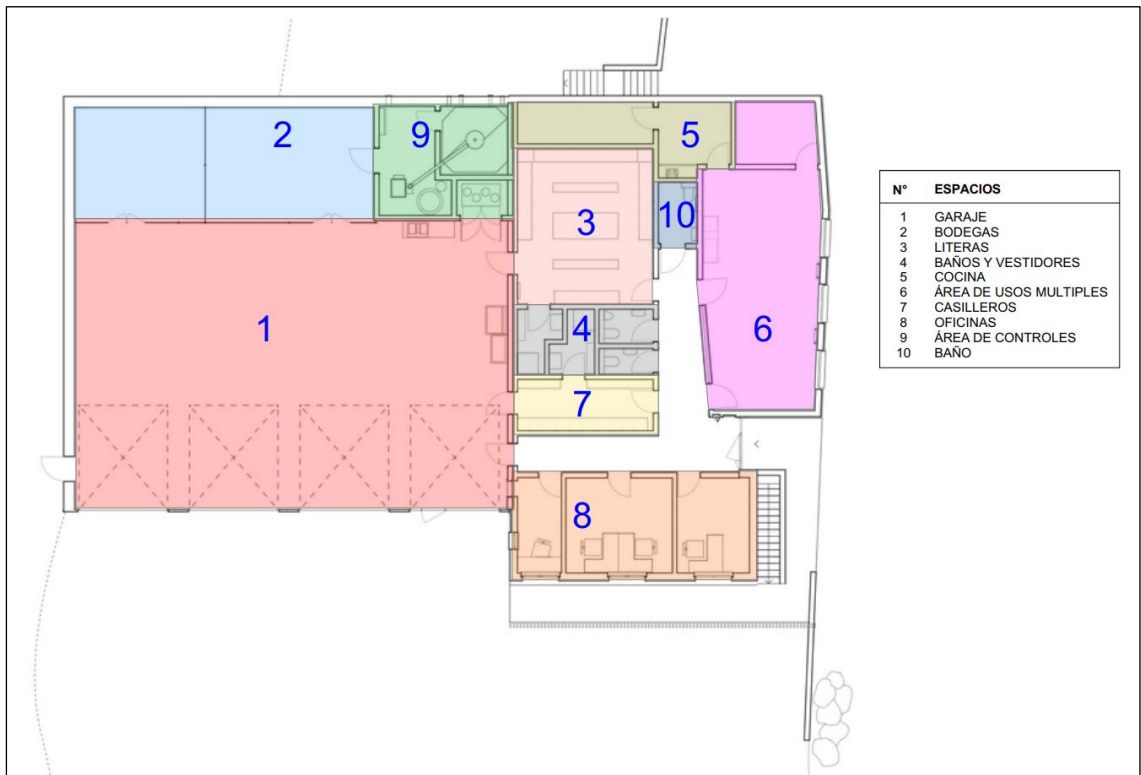 2
9
5
10
3
1
4
6
7
8
N° ESPACIOS
1 GARAJE
2 BODEGAS
3 LITERAS
4 BAÑOS Y VESTIDORES
5 COCINA
6 ÁREA DE USOS MULTIPLES
7 CASILLEROS
8 OFICINAS
9 ÁREA DE CONTROLES
10 BAÑO